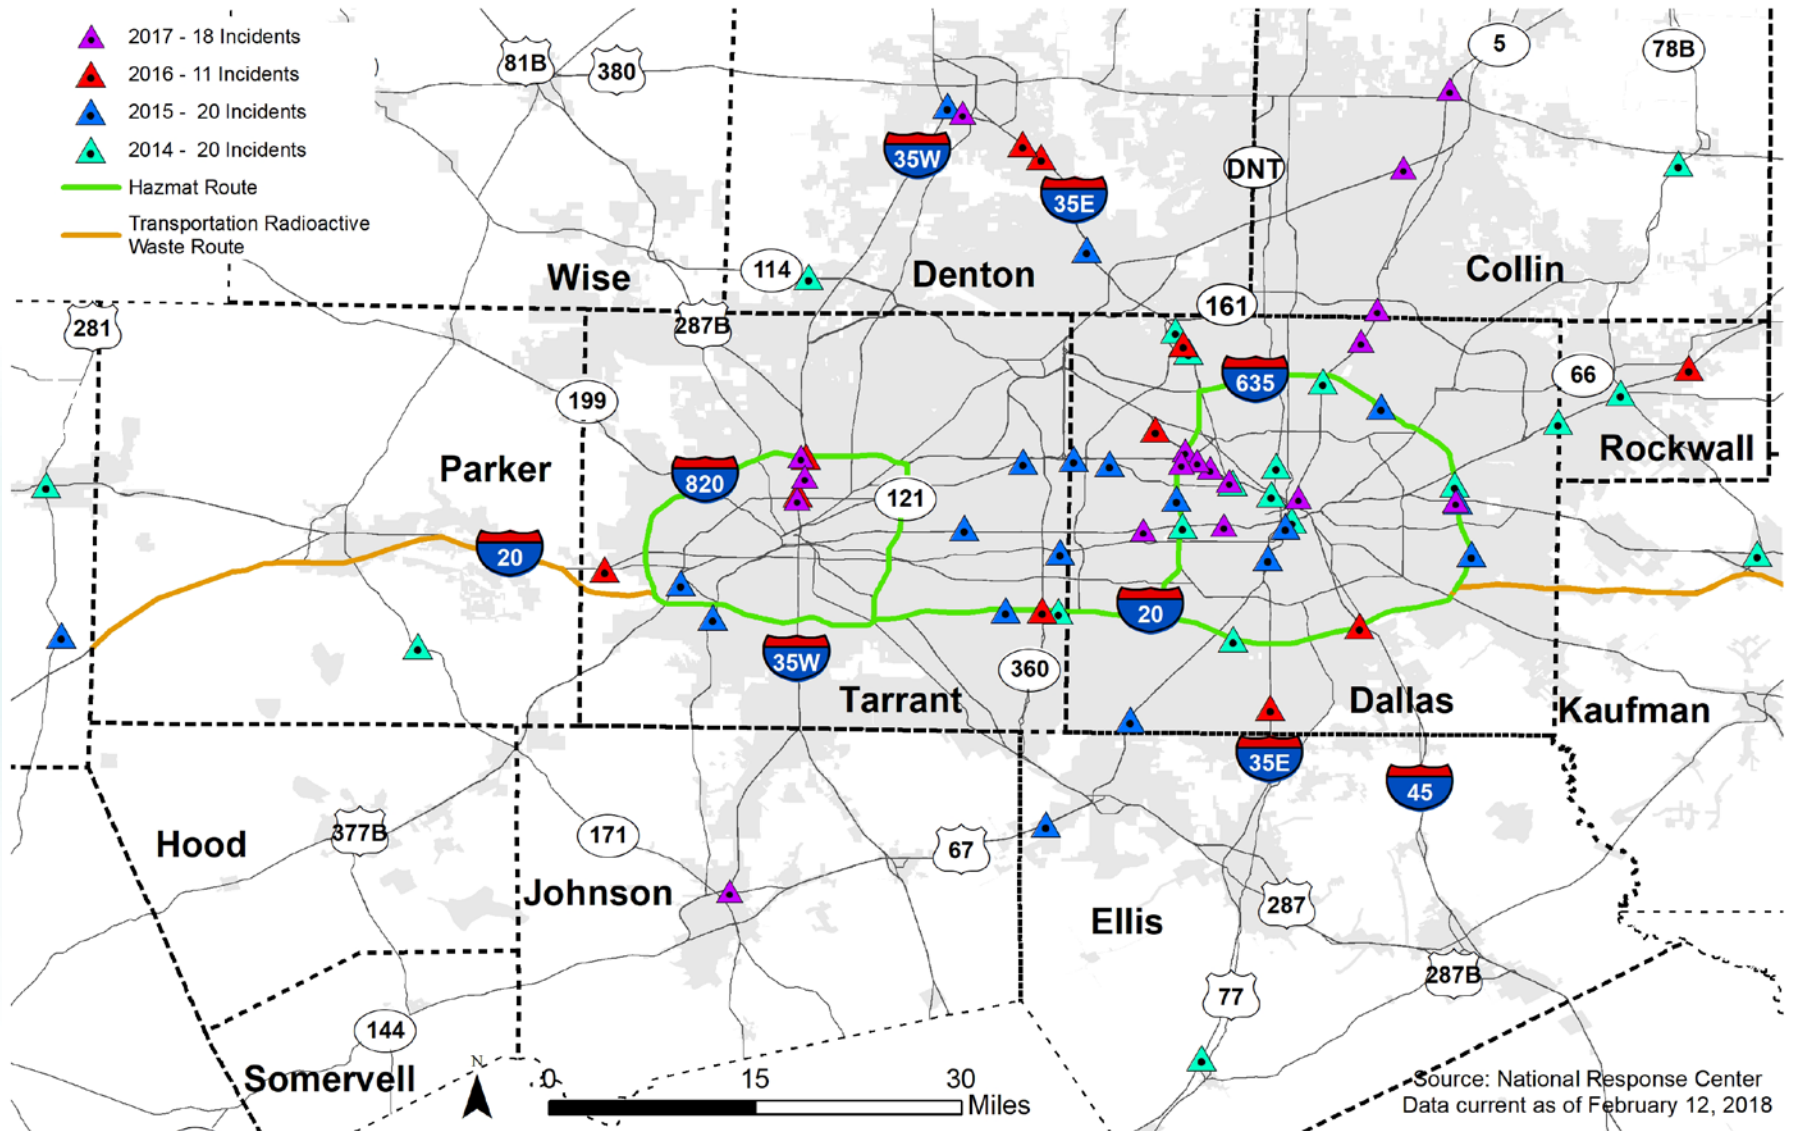 2017 - 18 Incidents
2016 - 11 Incidents
2015 - 20 Incidents
2014 - 20 Incidents
Hazmat Route
Transportation Radioactive
Waste Route
81B
380
5
78B
35W
35E
DNT
114
Wise
Denton
Collin
161
281
287B
199
635
66
Parker
820
121
Rockwall
20
20
35W
360
Tarrant
Dallas
Kaufman
35E
45
Hood
377B
171
67
Johnson
Ellis
287
287B
77
144
Somervell
N
0 15 30
Miles
Source: National Response Center
Data current as of February 12, 2018